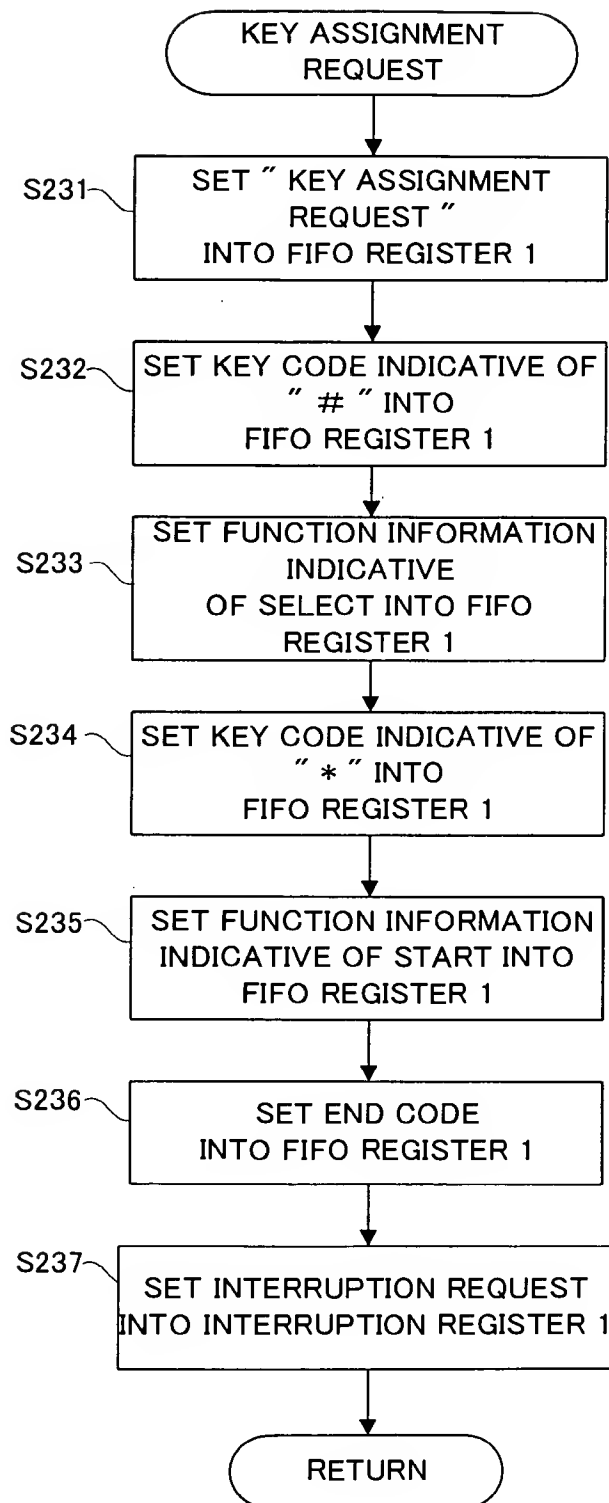 KEY ASSIGNMENT
REQUEST
S231
SET " KEY ASSIGNMENT
REQUEST "
INTO FIFO REGISTER 1
S232
SET KEY CODE INDICATIVE OF
" # " INTO
FIFO REGISTER 1
S233
SET FUNCTION INFORMATION
INDICATIVE
OF SELECT INTO FIFO
REGISTER 1
S234
SET KEY CODE INDICATIVE OF
" * " INTO
FIFO REGISTER 1
S235
SET FUNCTION INFORMATION
INDICATIVE OF START INTO
FIFO REGISTER 1
S236
SET END CODE
INTO FIFO REGISTER 1
S237
SET INTERRUPTION REQUEST
INTO INTERRUPTION REGISTER 1
RETURN